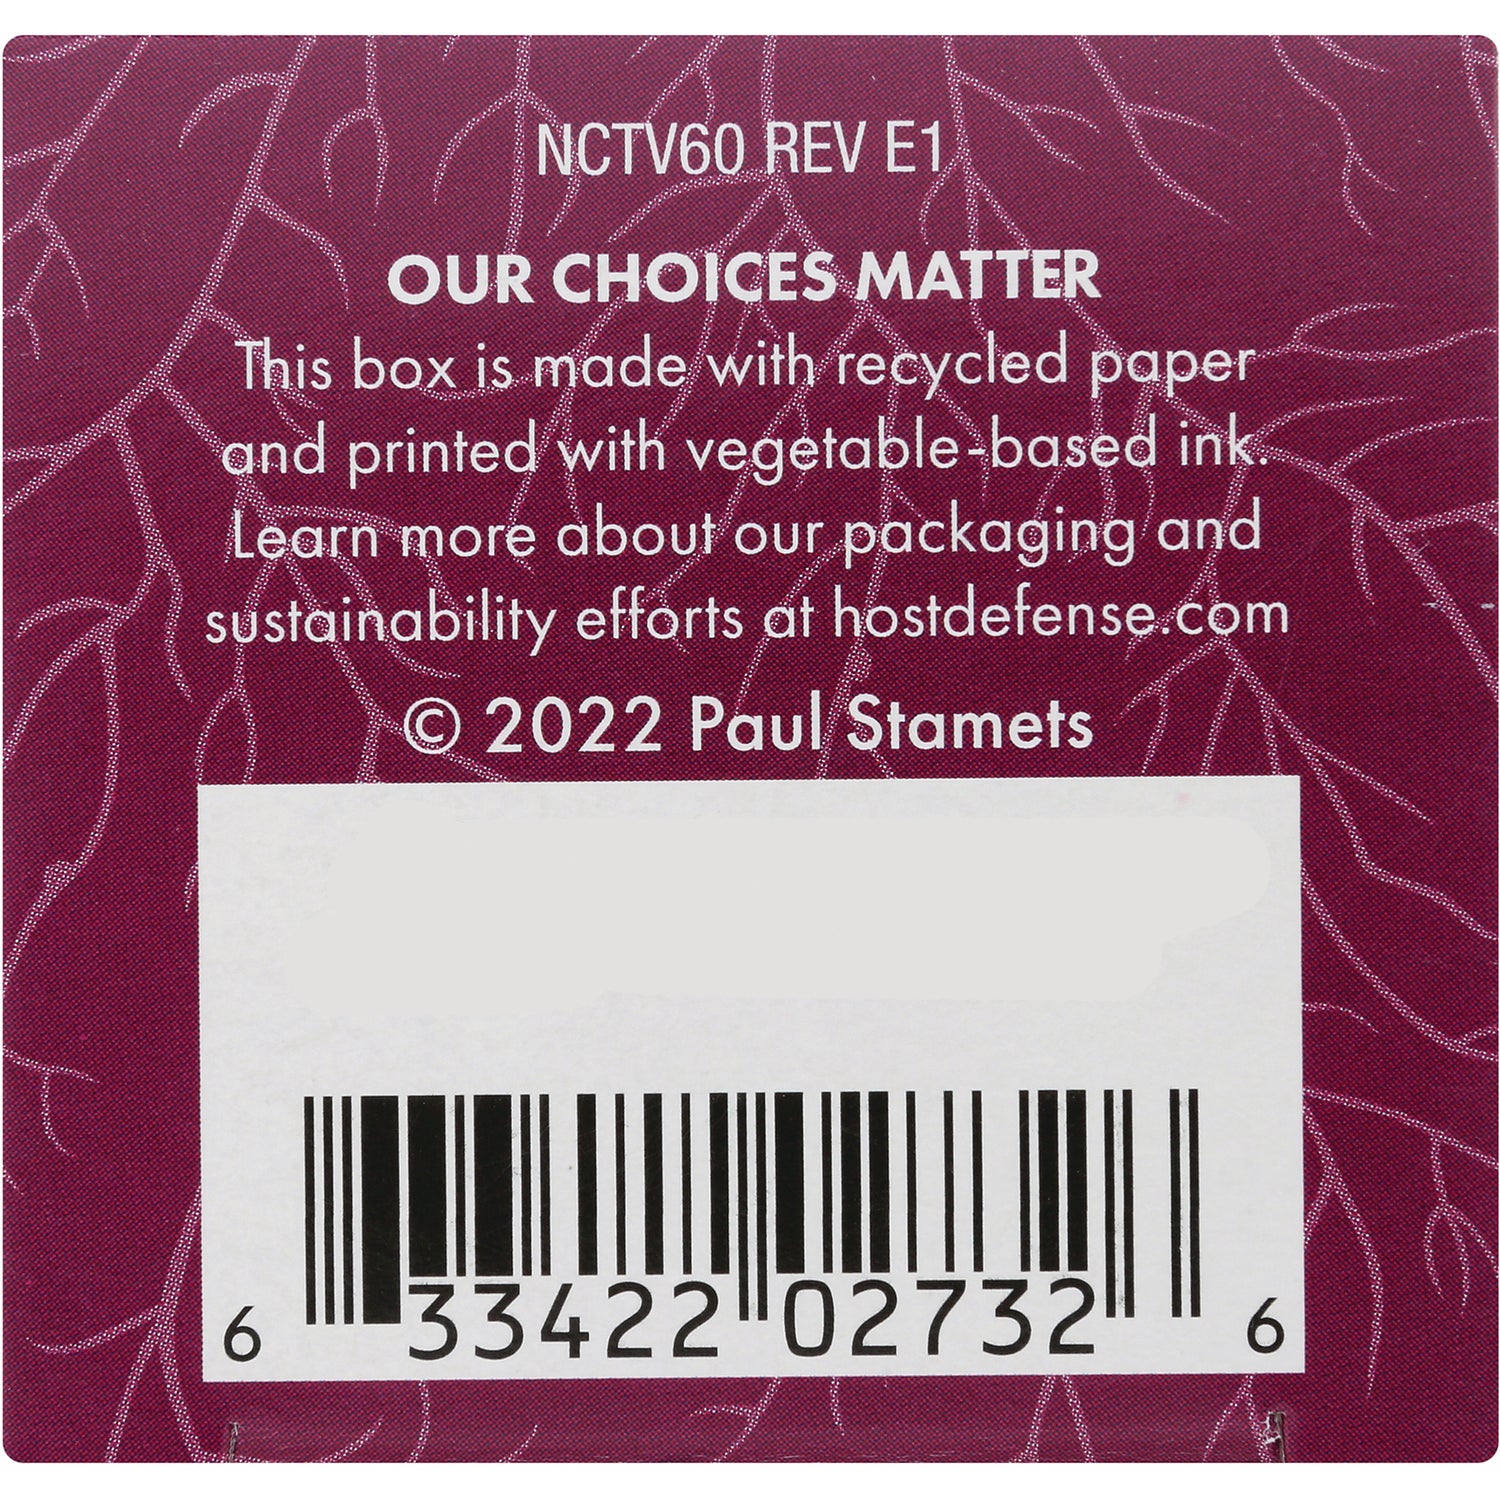 NCTV60 REV E1
OUR CHOICES MATTER
This box is made with recycled paper
and printed with vegetable-based ink.
Learn more about our packaging and
sustainability efforts at hostdefense.com
© 2022 Paul Stamets
6 33422 02732 6